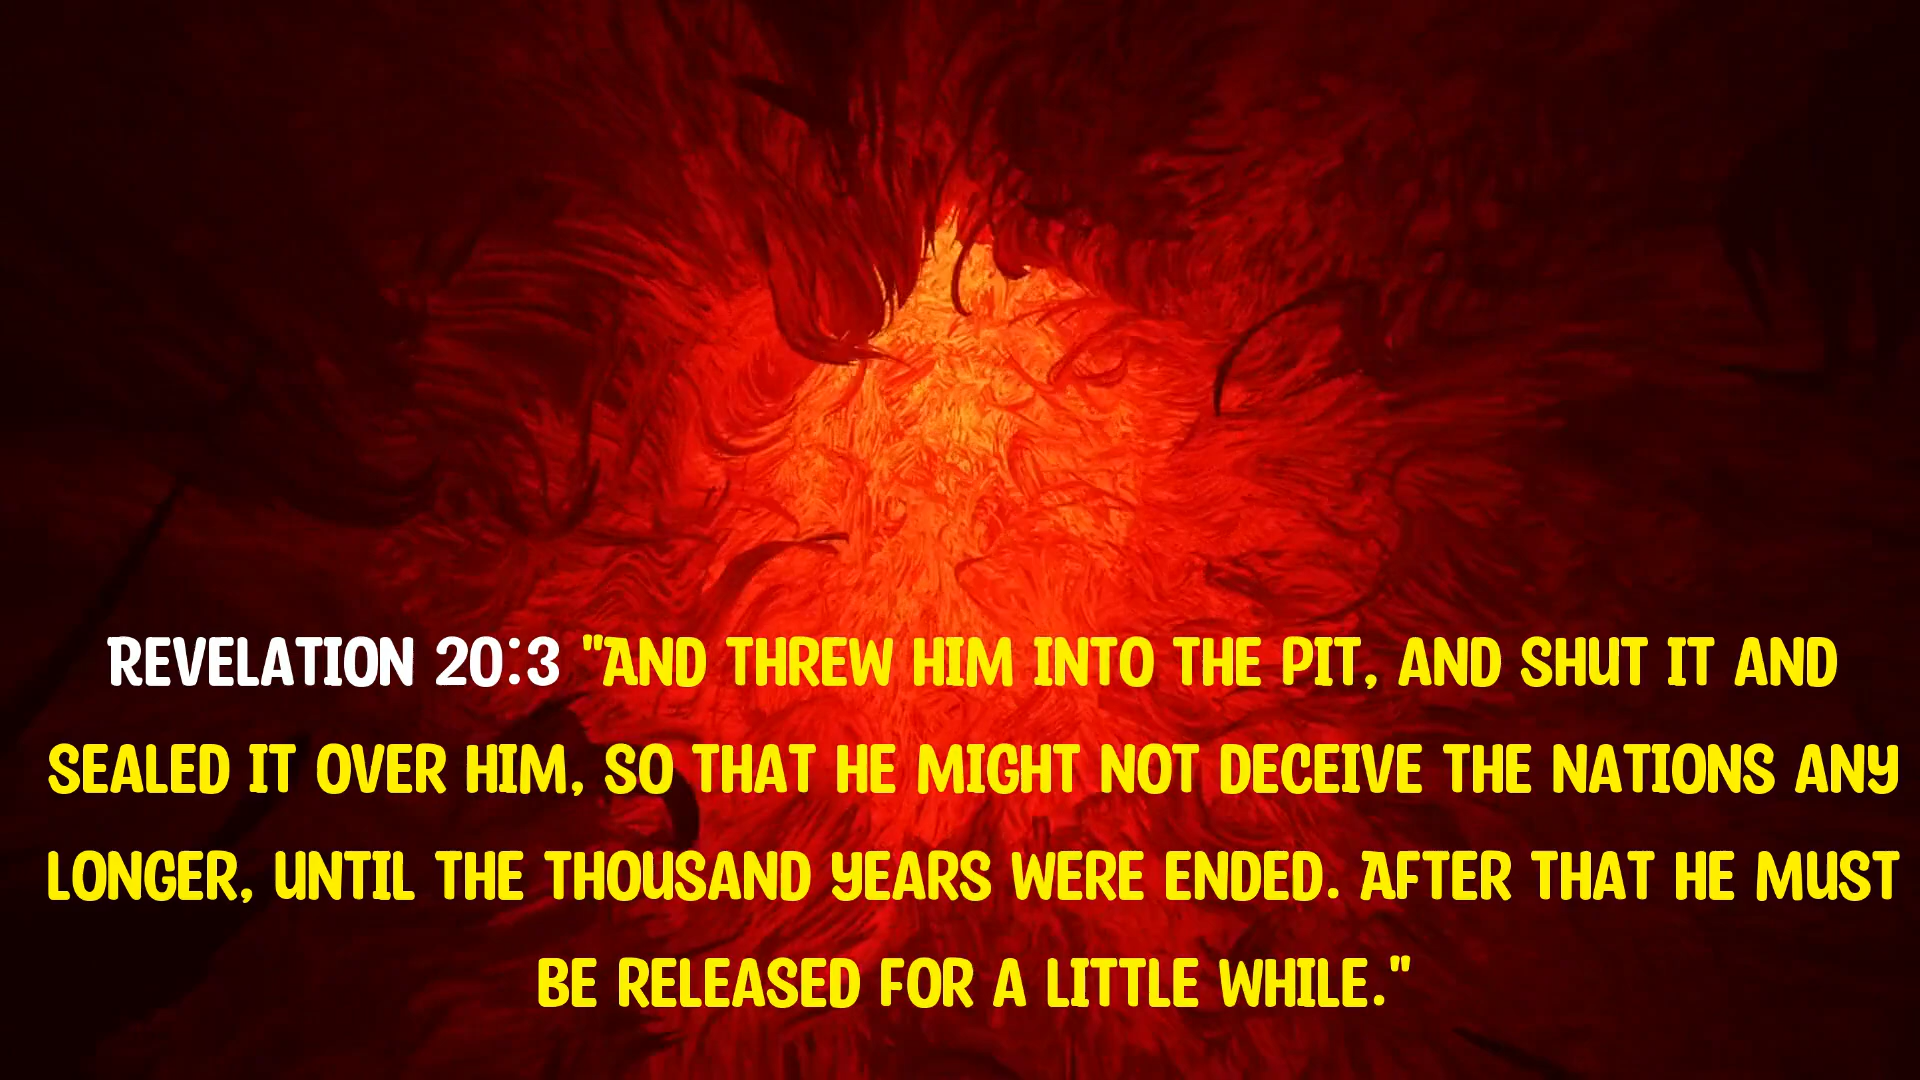 REVELATION 20:3 "AND THREW HIM INTO THE PIT, AND SHUT IT AND
SEALED IT OVER HIM, SO THAT HE MIGHT NOT DECEIVE THE NATIONS ANY
LONGER, UNTIL THE THOUSAND YEARS WERE ENDED. AFTER THAT HE MUST
BE RELEASED FOR A LITTLE WHILE."